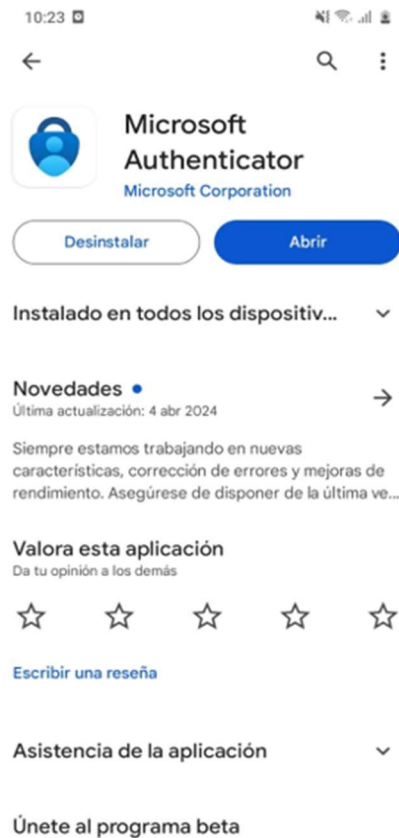 10:23
Microsoft
Authenticator
Microsoft Corporation
Desinstalar
Abrir
Instalado en todos los dispositiv...
Novedades
Última actualización: 4 abr 2024
Siempre estamos trabajando en nuevas
características, corrección de errores y mejoras de
rendimiento. Asegúrese de disponer de la última ve...
Valora esta aplicación
Da tu opinión a los demás
Escribir una reseña
Asistencia de la aplicación
Únete al programa beta